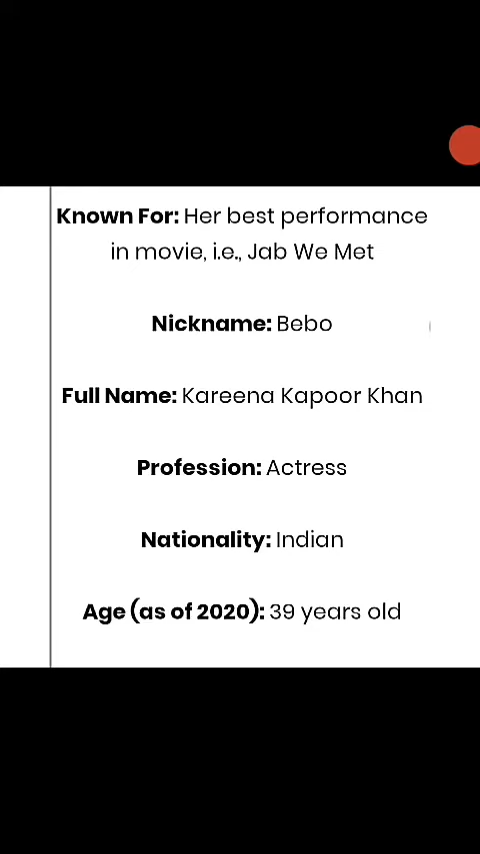 Known For: Her best performance
in movie, i.e., Jab We Met
Nickname: Bebo
Full Name: Kareena Kapoor Khan
Profession: Actress
Nationality: Indian
Age (as of 2020): 39 years old